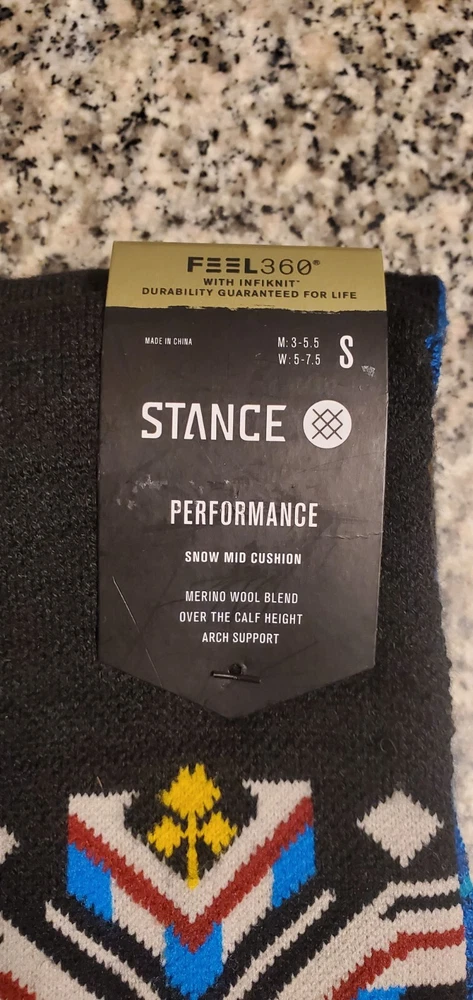 FEEL360®
WITH INFIKNIT™
DURABILITY GUARANTEED FOR LIFE
MADE IN CHINA
M: 3-5.5
W: 5-7.5
S
STANCE
PERFORMANCE
SNOW MID CUSHION
MERINO WOOL BLEND
OVER THE CALF HEIGHT
ARCH SUPPORT